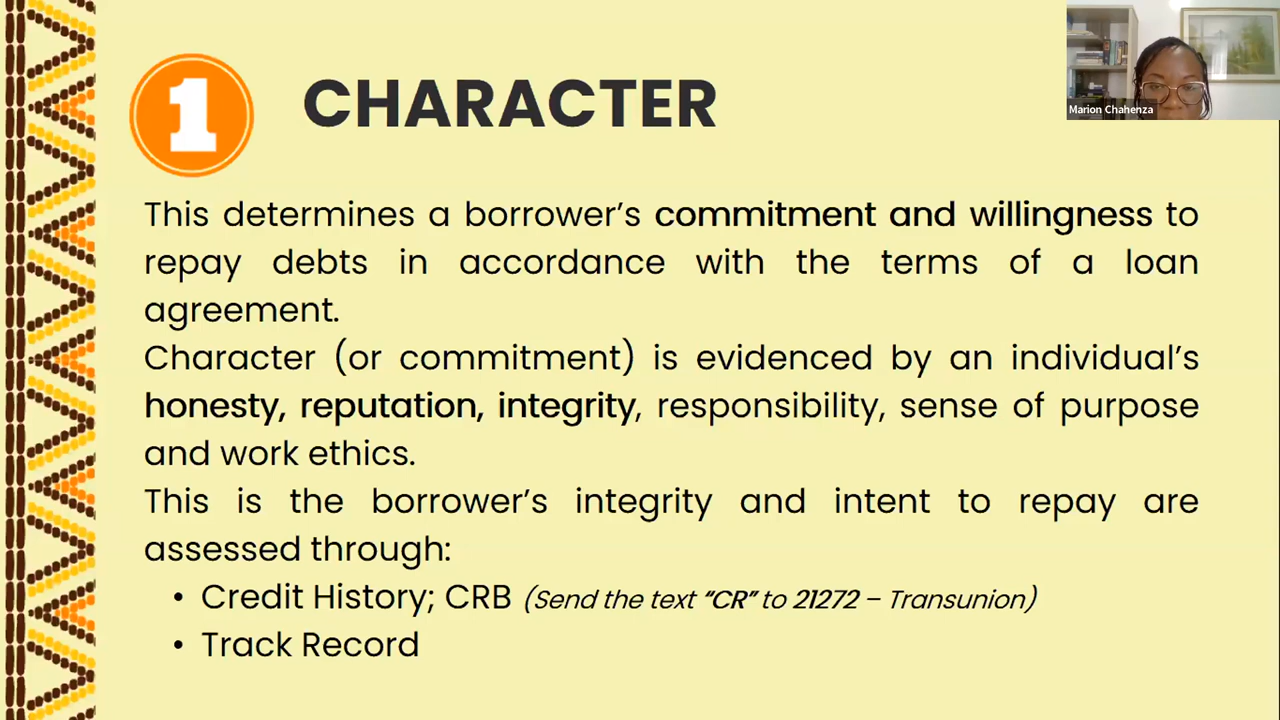 1 CHARACTER
Marion Chahenza
This determines a borrower’s commitment and willingness to
repay debts in accordance with the terms of a loan
agreement.
Character (or commitment) is evidenced by an individual’s
honesty, reputation, integrity, responsibility, sense of purpose
and work ethics.
This is the borrower’s integrity and intent to repay are
assessed through:
• Credit History; CRB (Send the text “CR” to 21272 – Transunion)
• Track Record